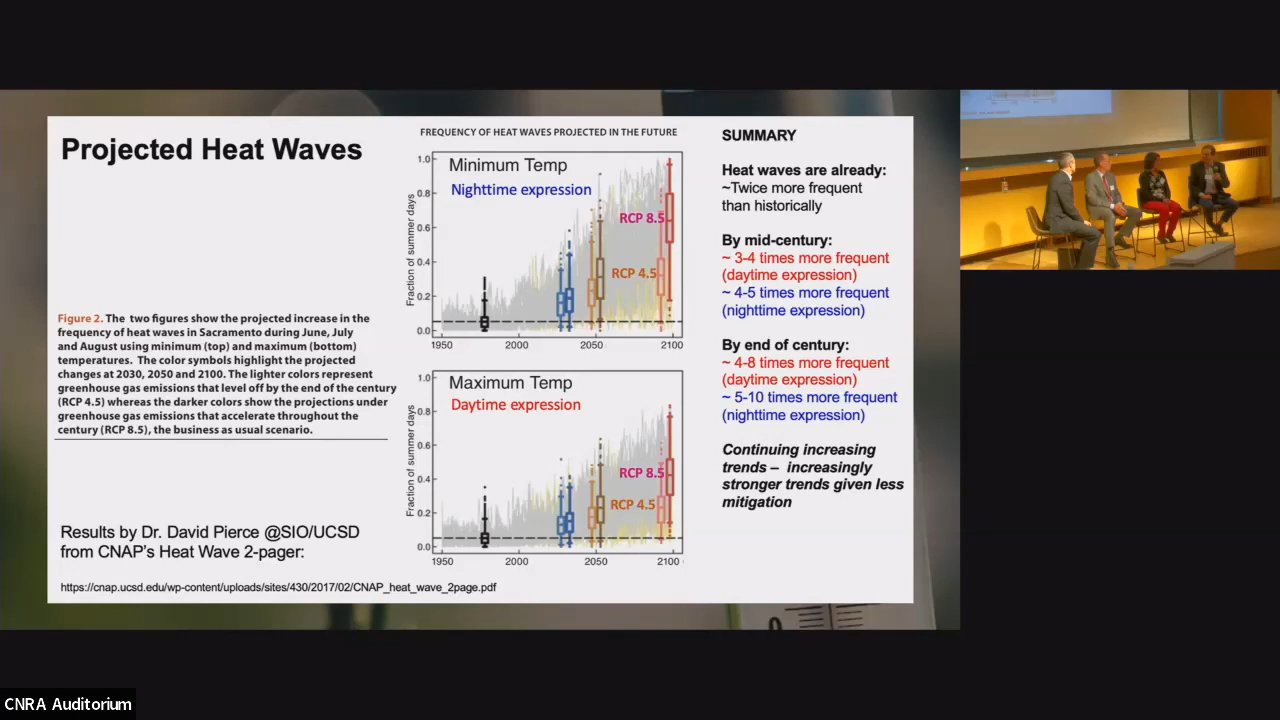 Projected Heat Waves
Figure 2. The two figures show the projected increase in the
frequency of heat waves in Sacramento during June, July
and August using minimum (top) and maximum (bottom)
temperatures. The color symbols highlight the projected
changes at 2030, 2050 and 2100. The lighter colors represent
greenhouse gas emissions that level off by the end of the century
(RCP 4.5) whereas the darker colors show the projections under
greenhouse gas emissions that accelerate throughout the
century (RCP 8.5), the business as usual scenario.
Results by Dr. David Pierce @SIO/UCSD
from CNAP's Heat Wave 2-pager:
https://cnap.ucsd.edu/wp-content/uploads/sites/430/2017/02/CNAP_heat_wave_2page.pdf
FREQUENCY OF HEAT WAVES PROJECTED IN THE FUTURE
Minimum Temp
Nighttime expression
RCP 8.5
RCP 4.5
Fraction of summer days
1.0
0.8
0.6
0.4
0.2
0.0
1950
2000
2050
2100
Maximum Temp
Daytime expression
RCP 8.5
RCP 4.5
Fraction of summer days
1.0
0.8
0.6
0.4
0.2
0.0
1950
2000
2050
2100
SUMMARY
Heat waves are already:
~Twice more frequent
than historically
By mid-century:
~ 3-4 times more frequent
(daytime expression)
~ 4-5 times more frequent
(nighttime expression)
By end of century:
~ 4-8 times more frequent
(daytime expression)
~ 5-10 times more frequent
(nighttime expression)
Continuing increasing
trends – increasingly
stronger trends given less
mitigation
CNRA Auditorium